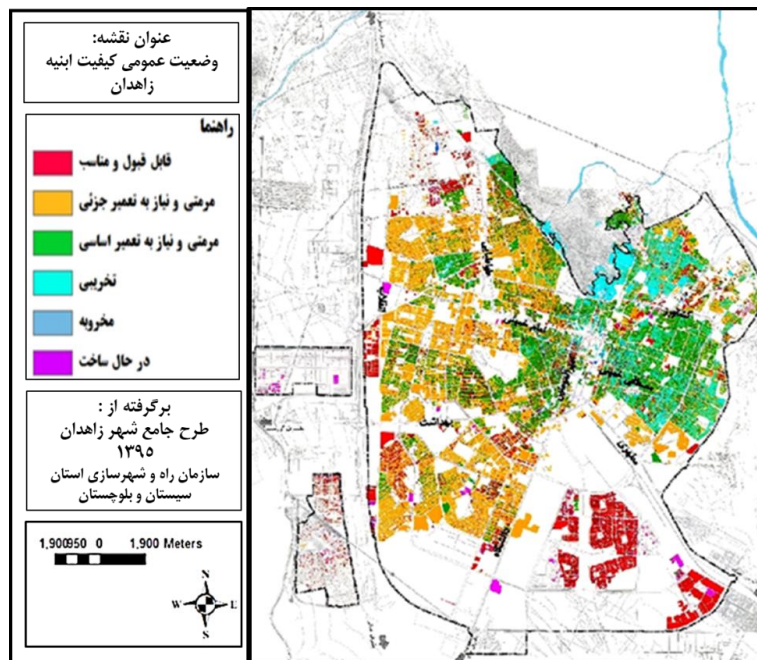 عنوان نقشه:
وضعیت عمومی کیفیت ابنیه
زاهدان
راهنما
قابل قبول و مناسب
مرمتی و نیاز به تعمیر جزئی
مرمتی و نیاز به تعمیر اساسی
تخریبی
مخروبه
در حال ساخت
برگرفته از :
طرح جامع شهر زاهدان
۱۳۹۵
سازمان راه و شهرسازی استان
سیستان و بلوچستان
1,900950 0 1,900 Meters
N
W E
S